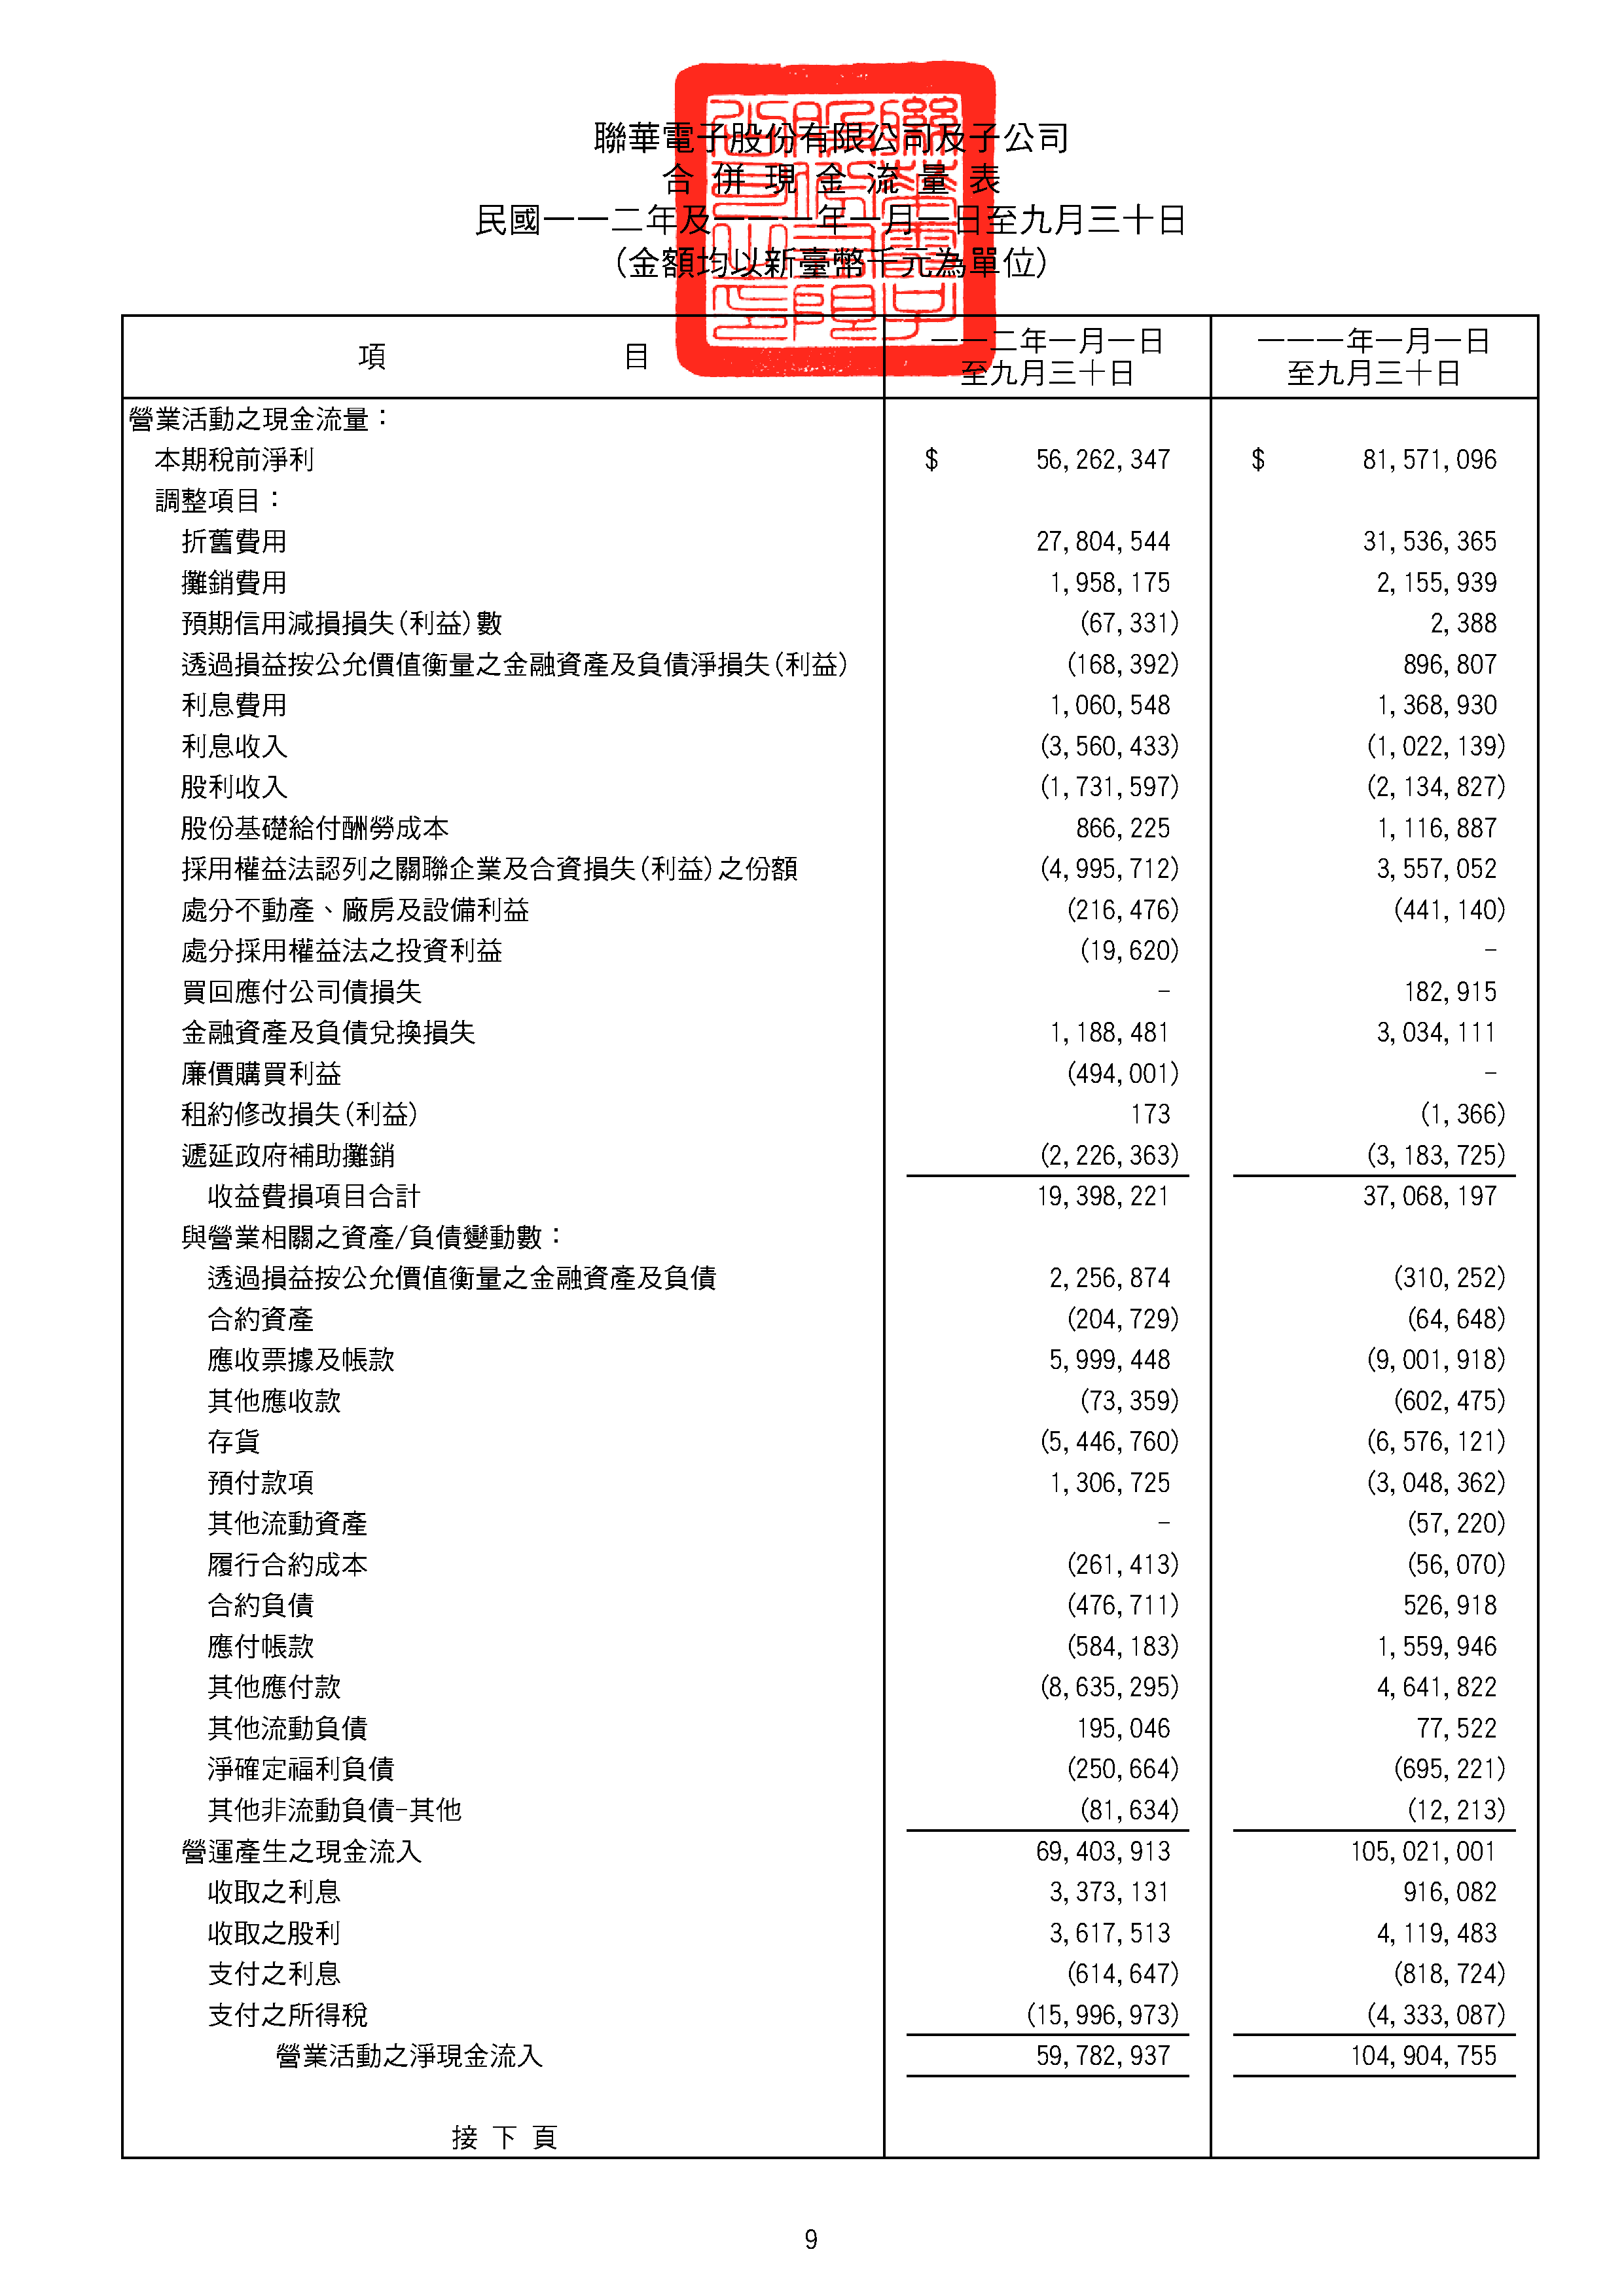 聯華電子股份有限公司及子公司
合併現金流量表
民國一一二年及一一一年一月一日至九月三十日
(金額均以新臺幣千元為單位)
項 目 一一二年一月一日 一一一年一月一日
至九月三十日 至九月三十日
營業活動之現金流量：
本期稅前淨利 $ 56,262,347 $ 81,571,096
調整項目：
折舊費用 27,804,544 31,536,365
攤銷費用 1,958,175 2,155,939
預期信用減損損失(利益)數 (67,331) 2,388
透過損益按公允價值衡量之金融資產及負債淨損失(利益) (168,392) 896,807
利息費用 1,060,548 1,368,930
利息收入 (3,560,433) (1,022,139)
股利收入 (1,731,597) (2,134,827)
股份基礎給付酬勞成本 866,225 1,116,887
採用權益法認列之關聯企業及合資損失(利益)之份額 (4,995,712) 3,557,052
處分不動產、廠房及設備利益 (216,476) (441,140)
處分採用權益法之投資利益 (19,620) -
買回應付公司債損失 - 182,915
金融資產及負債兌換損失 1,188,481 3,034,111
廉價購買利益 (494,001) -
租約修改損失(利益) 173 (1,366)
遞延政府補助攤銷 (2,226,363) (3,183,725)
收益費損項目合計 19,398,221 37,068,197
與營業相關之資產/負債變動數：
透過損益按公允價值衡量之金融資產及負債 2,256,874 (310,252)
合約資產 (204,729) (64,648)
應收票據及帳款 5,999,448 (9,001,918)
其他應收款 (73,359) (602,475)
存貨 (5,446,760) (6,576,121)
預付款項 1,306,725 (3,048,362)
其他流動資產 - (57,220)
履行合約成本 (261,413) (56,070)
合約負債 (476,711) 526,918
應付帳款 (584,183) 1,559,946
其他應付款 (8,635,295) 4,641,822
其他流動負債 195,046 77,522
淨確定福利負債 (250,664) (695,221)
其他非流動負債-其他 (81,634) (12,213)
營運產生之現金流入 69,403,913 105,021,001
收取之利息 3,373,131 916,082
收取之股利 3,617,513 4,119,483
支付之利息 (614,647) (818,724)
支付之所得稅 (15,996,973) (4,333,087)
營業活動之淨現金流入 59,782,937 104,904,755
接下頁
9